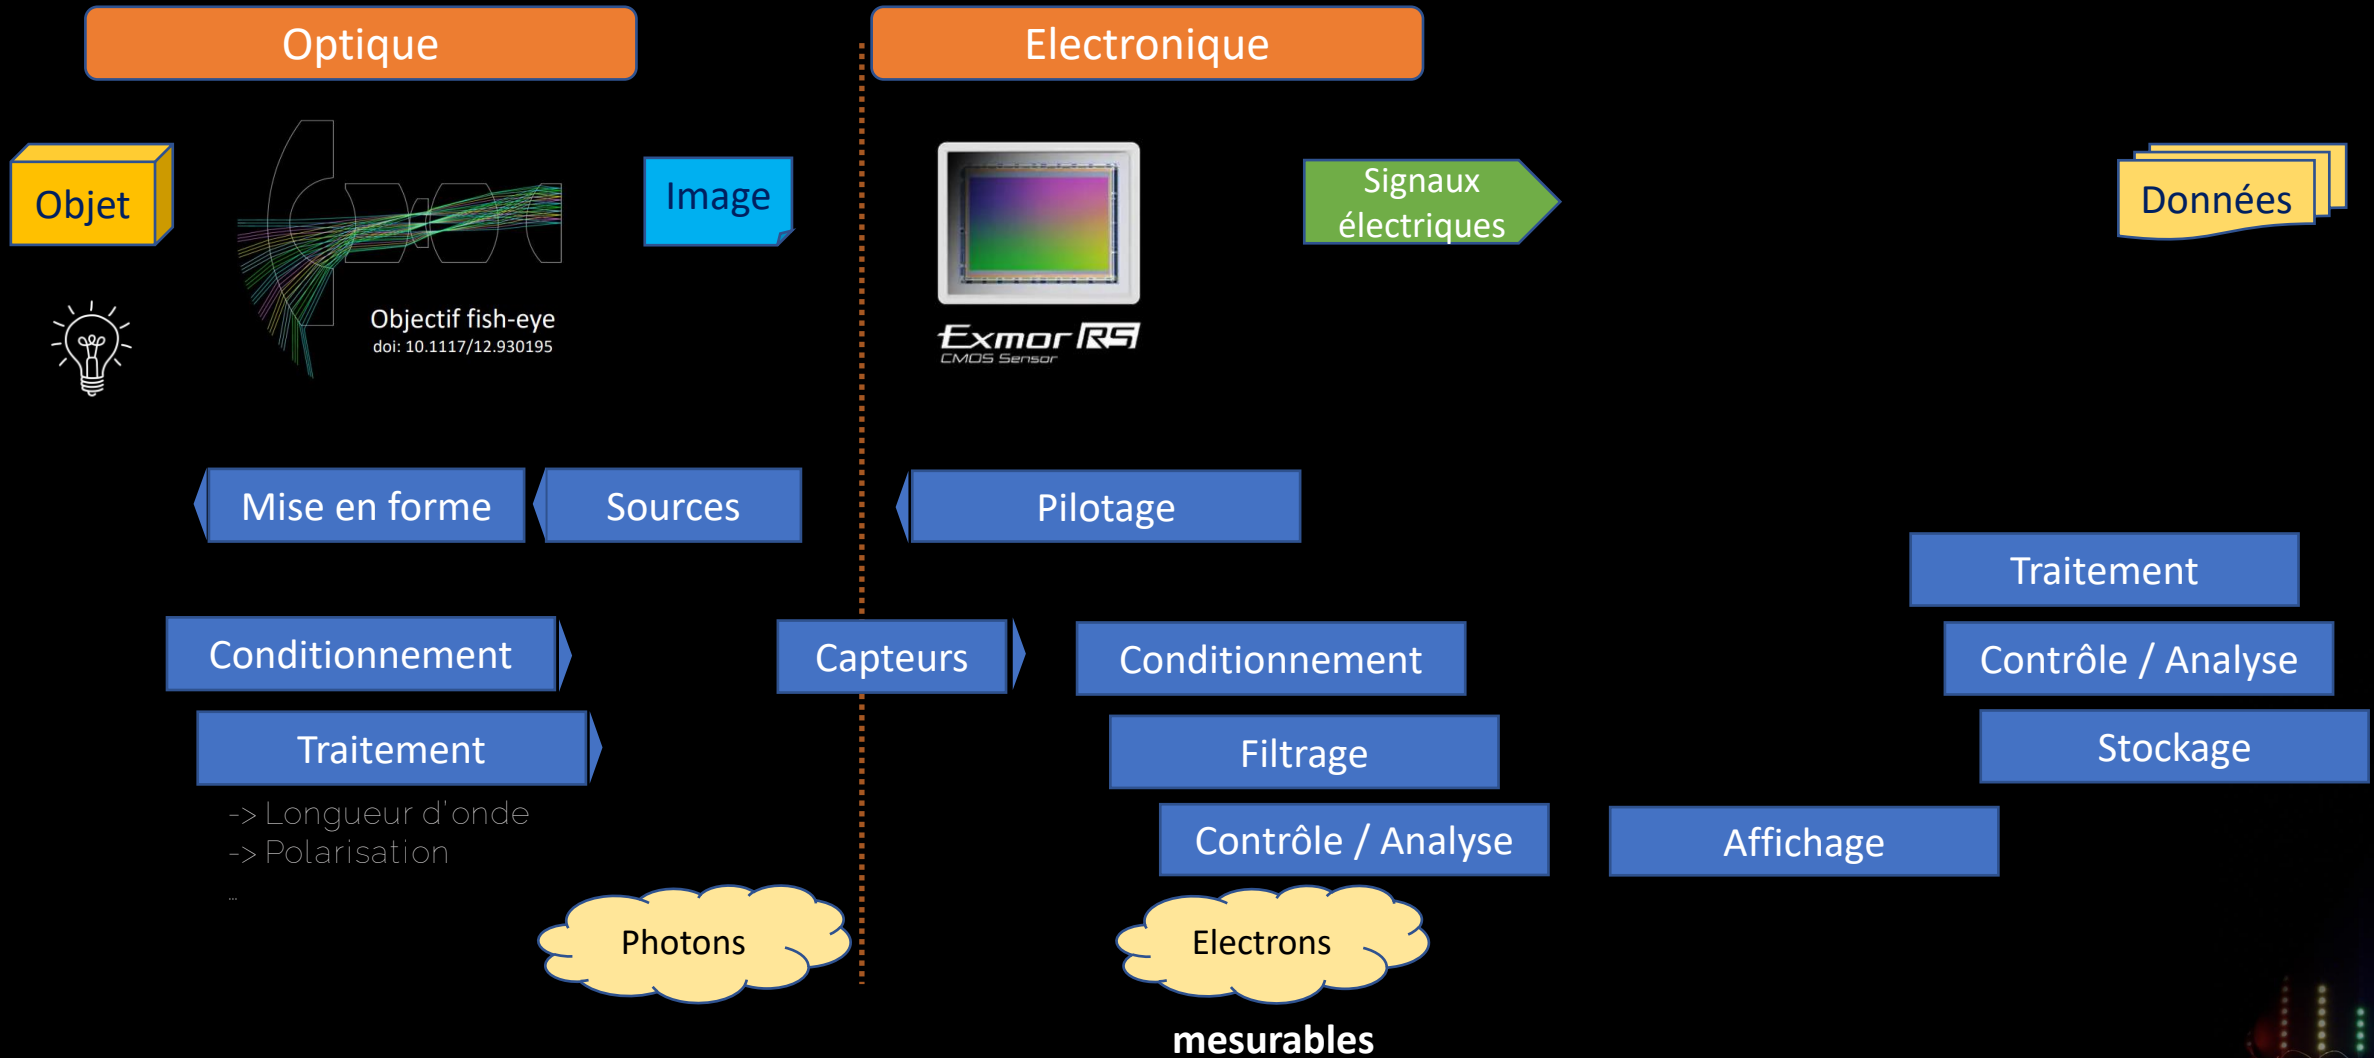 Optique
Electronique
Objet
Image
Signaux
électriques
Données
Objectif fish-eye
doi: 10.1117/12.930195
Exmor RS
CMOS Sensor
Mise en forme
Sources
Pilotage
Traitement
Conditionnement
Capteurs
Conditionnement
Contrôle / Analyse
Traitement
Filtrage
Stockage
-> Longueur d'onde
-> Polarisation
...
Contrôle / Analyse
Affichage
Photons
Electrons
mesurables